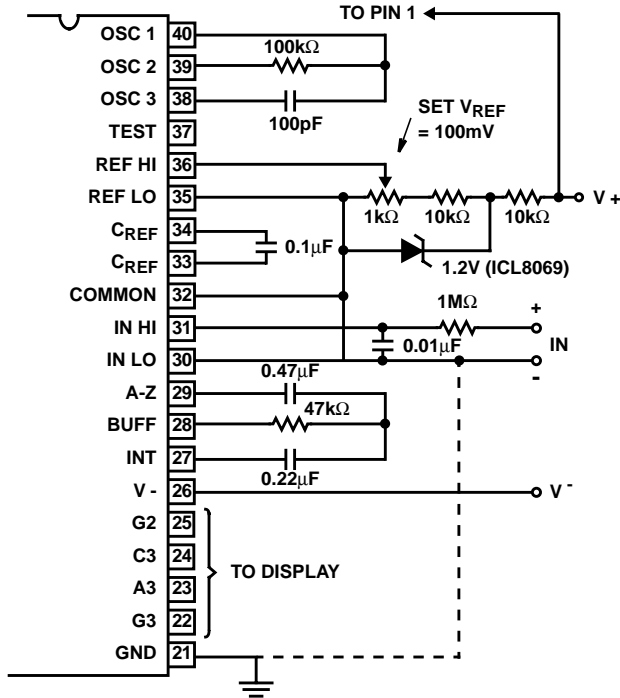 TO PIN 1
OSC 1 40
100kΩ
OSC 2 39
OSC 3 38
100pF
TEST 37
SET VREF
= 100mV
REF HI 36
REF LO 35
1kΩ 10kΩ 10kΩ V +
CREF 34
0.1µF
CREF 33
1.2V (ICL8069)
COMMON 32
1MΩ
IN HI 31
+
0.01µF
IN
IN LO 30
-
0.47µF
A-Z 29
47kΩ
BUFF 28
INT 27
0.22µF
V - 26 V -
G2 25
C3 24
TO DISPLAY
A3 23
G3 22
GND 21